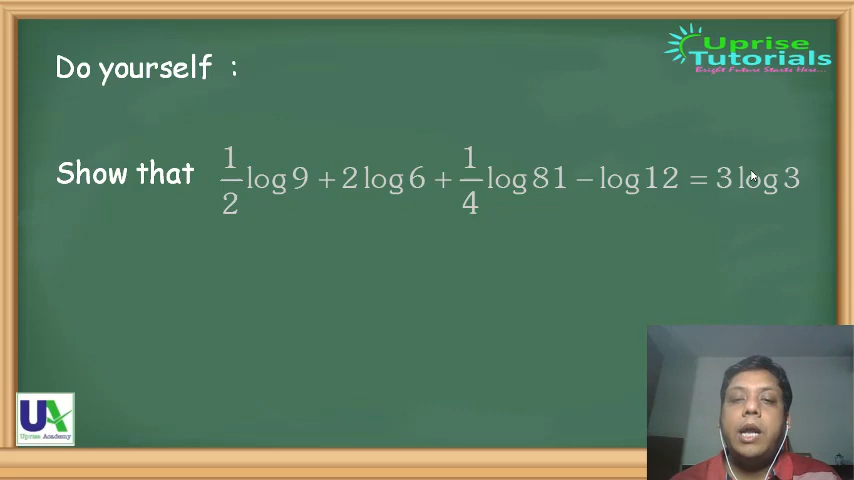 Uprise
Tutorials
Bright Future Starts Here...
Do yourself :
Show that 1/2 log 9 + 2 log 6 + 1/4 log 81 − log 12 = 3 log 3
UA
Uprise Academy